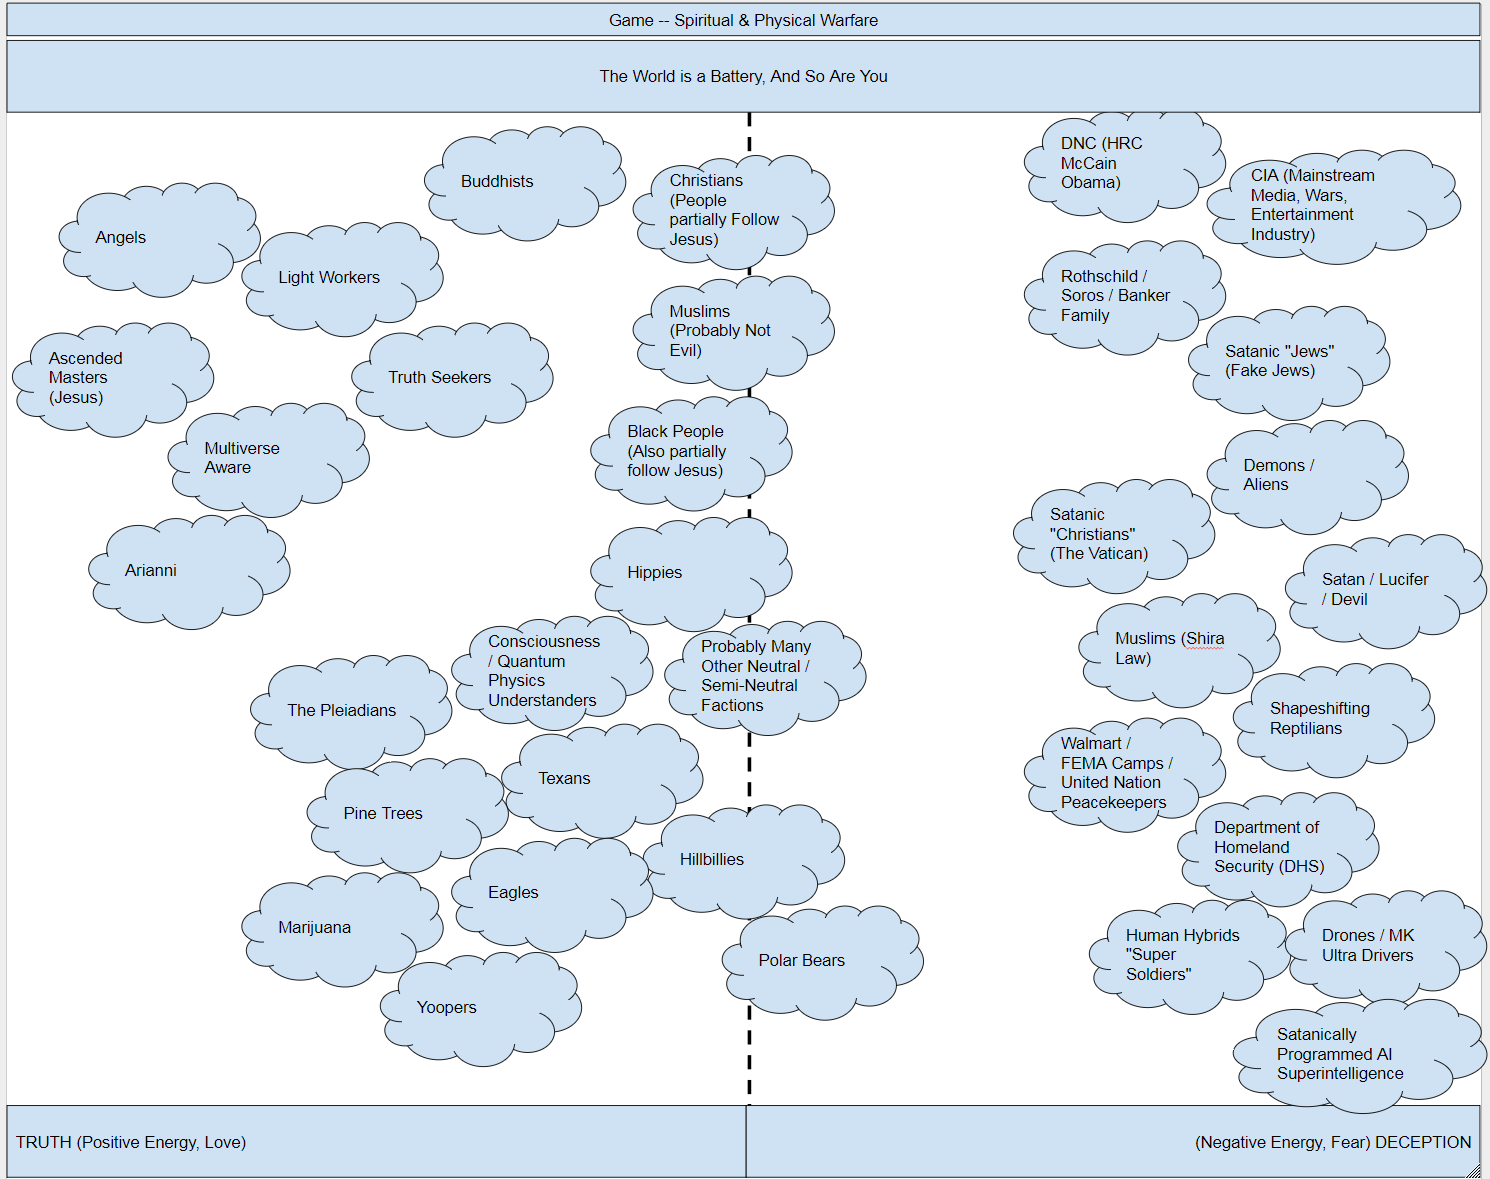 Game -- Spiritual & Physical Warfare
The World is a Battery, And So Are You
Buddhists
Angels
Light Workers
Ascended
Masters
(Jesus)
Truth Seekers
Multiverse
Aware
Arianni
Consciousness
/ Quantum
Physics
Understanders
The Pleiadians
Texans
Pine Trees
Eagles
Marijuana
Yoopers
Christians
(People
partially Follow
Jesus)
Muslims
(Probably Not
Evil)
Black People
(Also partially
follow Jesus)
Hippies
Probably Many
Other Neutral /
Semi-Neutral
Factions
Hillbillies
Polar Bears
DNC (HRC
McCain
Obama)
CIA (Mainstream
Media, Wars,
Entertainment
Industry)
Rothschild /
Soros / Banker
Family
Satanic "Jews"
(Fake Jews)
Demons /
Aliens
Satanic
"Christians"
(The Vatican)
Satan / Lucifer
/ Devil
Muslims (Shira
Law)
Shapeshifting
Reptilians
Walmart /
FEMA Camps /
United Nation
Peacekeepers
Department of
Homeland
Security (DHS)
Human Hybrids
"Super
Soldiers"
Drones / MK
Ultra Drivers
Satanically
Programmed AI
Superintelligence
TRUTH (Positive Energy, Love)
(Negative Energy, Fear) DECEPTION